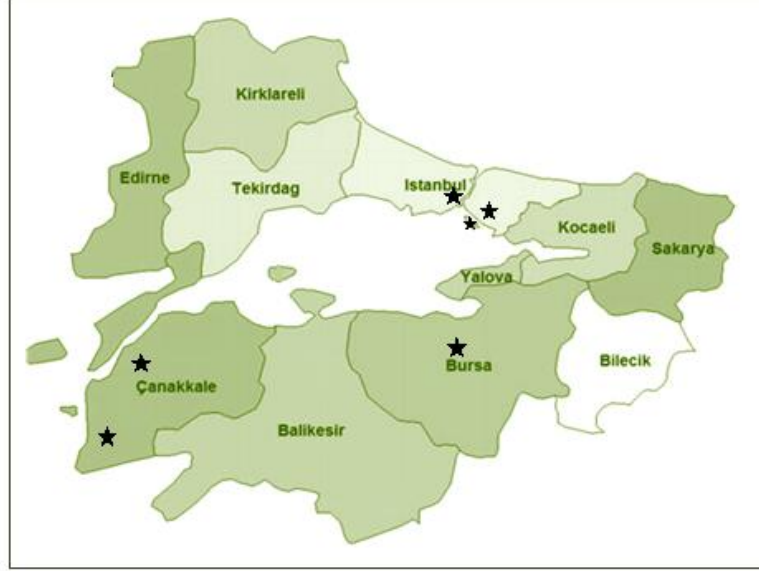 Kirklareli
Edirne
Tekirdag
Istanbul
Kocaeli
Sakarya
Yalova
Bursa
Bilecik
Çanakkale
Balikesir